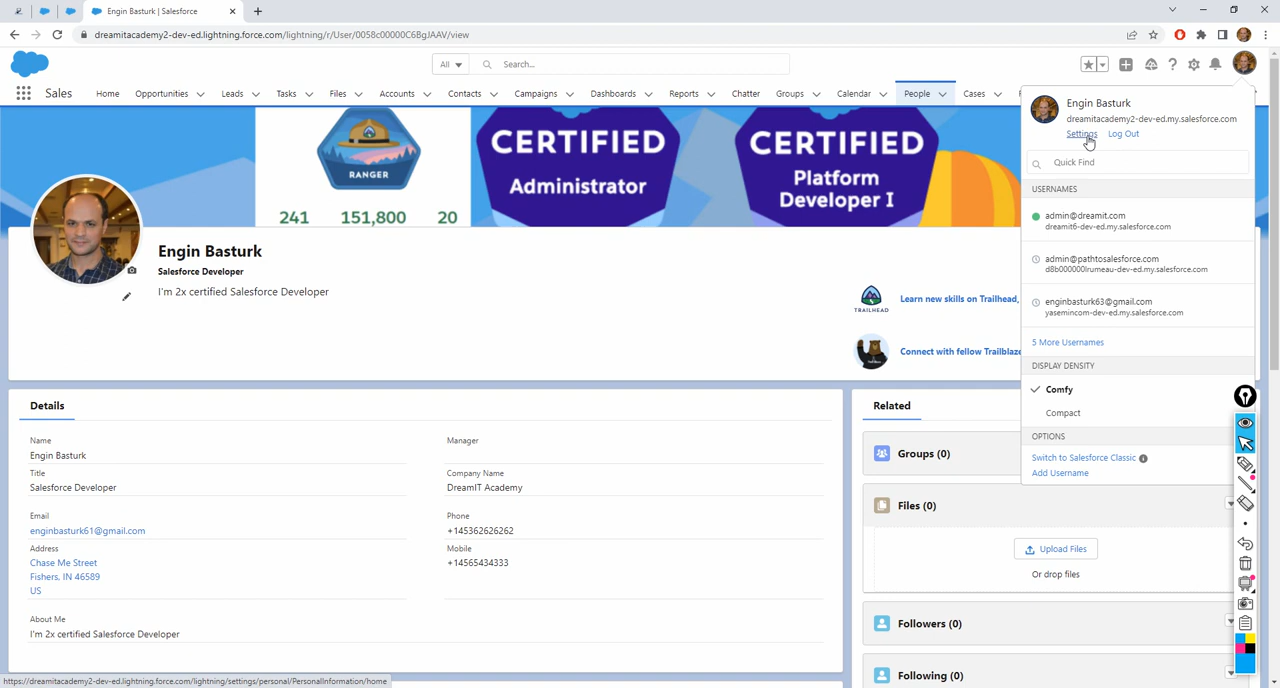 Engin Basturk | Salesforce
dreamitacademy2-dev-ed.lightning.force.com/lightning/r/User/0058c00000C6BgJAAV/view
All
Search...
Sales
Home
Opportunities
Leads
Tasks
Files
Accounts
Contacts
Campaigns
Dashboards
Reports
Chatter
Groups
Calendar
People
Cases
RANGER
241 151,800 20
CERTIFIED
Administrator
CERTIFIED
Platform
Developer I
Engin Basturk
Salesforce Developer
I'm 2x certified Salesforce Developer
TRAILHEAD
Learn new skills on Trailhead,
Connect with fellow Trailblaze
Engin Basturk
dreamitacademy2-dev-ed.my.salesforce.com
Settings Log Out
Quick Find
USERNAMES
admin@dreamit.com
dreamit6-dev-ed.my.salesforce.com
admin@pathtosalesforce.com
d8b000000lrumeau-dev-ed.my.salesforce.com
enginbasturk63@gmail.com
yasemincom-dev-ed.my.salesforce.com
5 More Usernames
DISPLAY DENSITY
Comfy
Compact
OPTIONS
Switch to Salesforce Classic
Add Username
Details
Name
Engin Basturk
Manager
Title
Salesforce Developer
Company Name
DreamIT Academy
Email
enginbasturk61@gmail.com
Phone
+145362626262
Address
Chase Me Street
Fishers, IN 46589
US
Mobile
+14565434333
About Me
I'm 2x certified Salesforce Developer
Related
Groups (0)
Files (0)
Upload Files
Or drop files
Followers (0)
Following (0)
https://dreamitacademy2-dev-ed.lightning.force.com/lightning/settings/personal/PersonalInformation/home